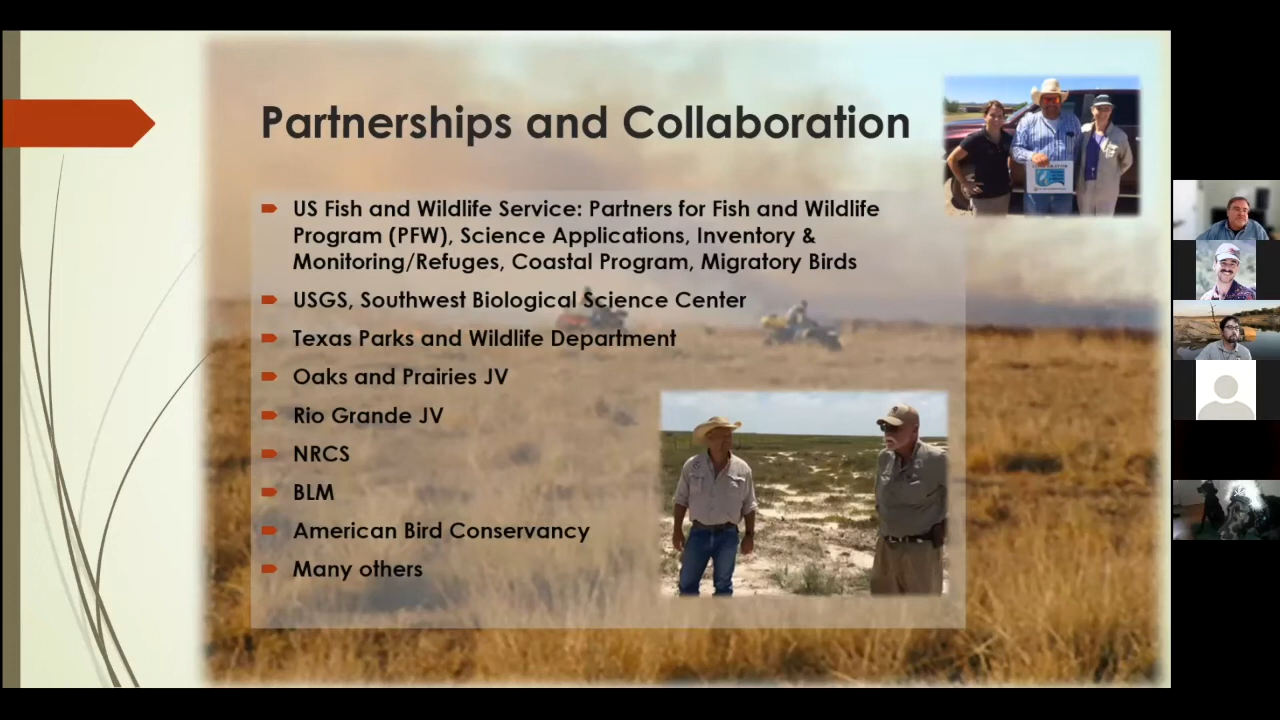 Partnerships and Collaboration
US Fish and Wildlife Service: Partners for Fish and Wildlife
Program (PFW), Science Applications, Inventory &
Monitoring/Refuges, Coastal Program, Migratory Birds
USGS, Southwest Biological Science Center
Texas Parks and Wildlife Department
Oaks and Prairies JV
Rio Grande JV
NRCS
BLM
American Bird Conservancy
Many others